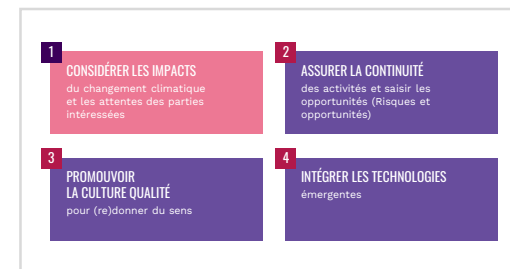 1
CONSIDÉRER LES IMPACTS
du changement climatique
et les attentes des parties
intéressées
2
ASSURER LA CONTINUITÉ
des activités et saisir les
opportunités (Risques et
opportunités)
3
PROMOUVOIR
LA CULTURE QUALITÉ
pour (re)donner du sens
4
INTÉGRER LES TECHNOLOGIES
émergentes